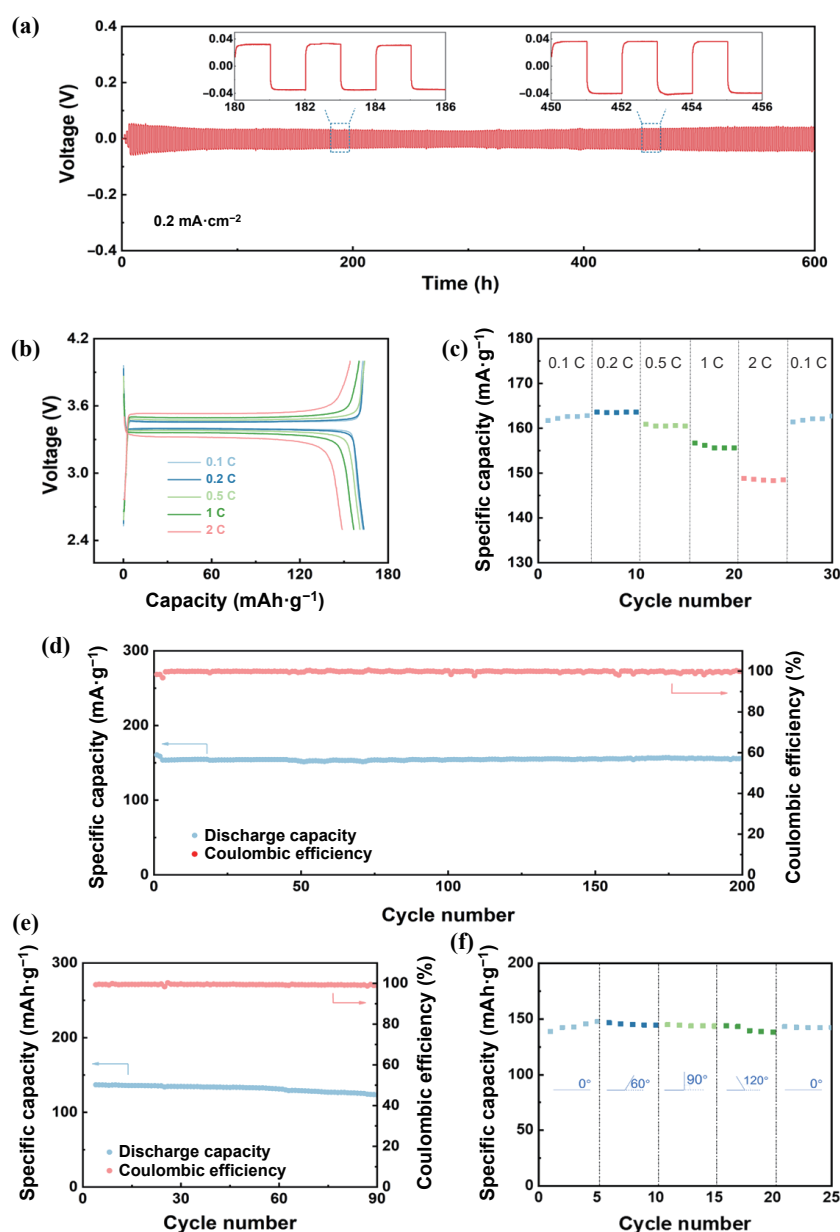 (a)
0.4
0.2
0.0
−0.2
−0.4
Voltage (V)
0.04
0.00
−0.04
180 182 184 186
0.04
0.00
−0.04
450 452 454 456
0.2 mA·cm⁻²
0 200 400 600
Time (h)
(b)
4.2
3.6
3.0
2.4
Voltage (V)
0.1 C
0.2 C
0.5 C
1 C
2 C
0 60 120 180
Capacity (mAh·g⁻¹)
(c)
170
160
150
140
130
Specific capacity (mA·g⁻¹)
0.1 C 0.2 C 0.5 C 1 C 2 C 0.1 C
0 10 20 30
Cycle number
(d)
300
200
100
0
Specific capacity (mA·g⁻¹)
100
80
60
40
20
0
Coulombic efficiency (%)
Discharge capacity
Coulombic efficiency
0 50 100 150 200
Cycle number
(e)
300
200
100
0
Specific capacity (mAh·g⁻¹)
100
80
60
40
20
0
Coulombic efficiency (%)
Discharge capacity
Coulombic efficiency
0 30 60 90
Cycle number
(f)
200
150
100
50
0
Specific capacity (mAh·g⁻¹)
0° 60° 90° 120° 0°
0 5 10 15 20 25
Cycle number